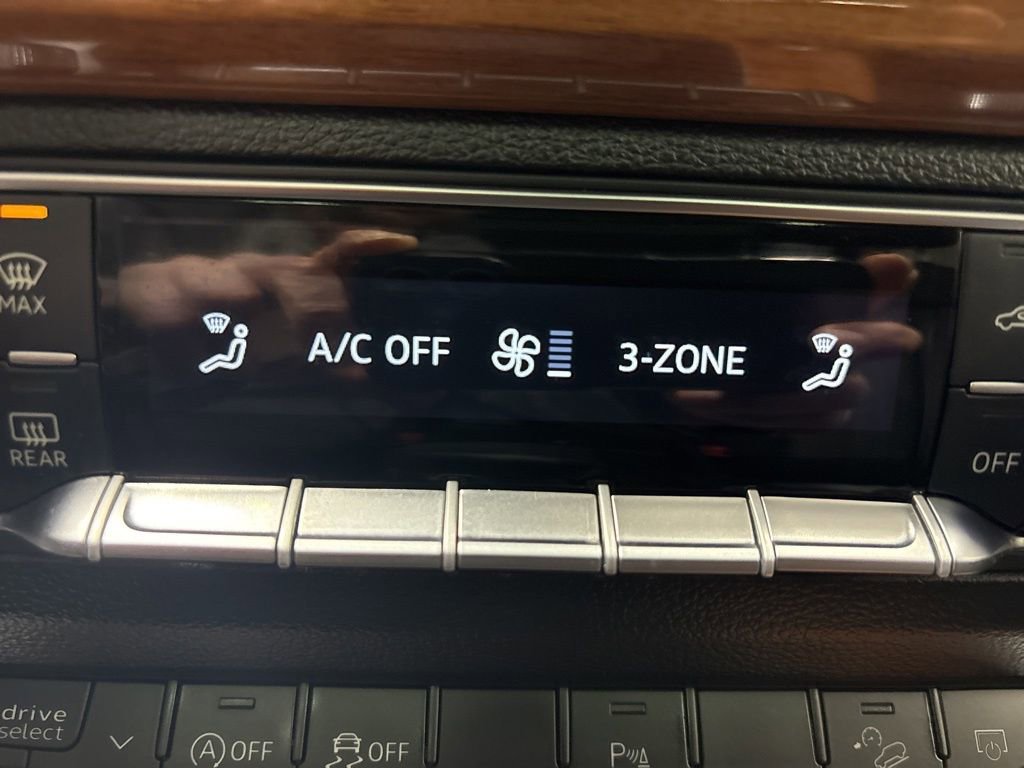 MAX
A/C OFF
3-ZONE
REAR
OFF
drive
select
A OFF
OFF
P